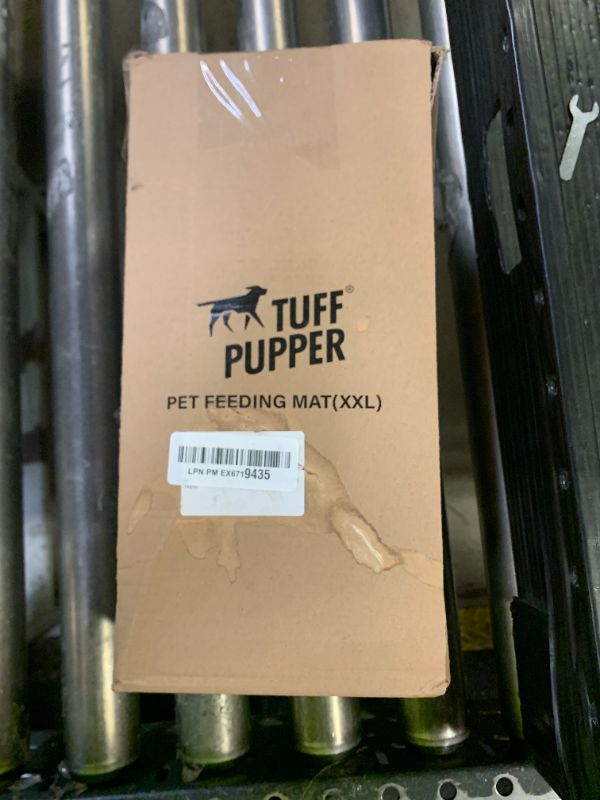 TUFF®
PUPPER
PET FEEDING MAT(XXL)
LPN PM EX6719435